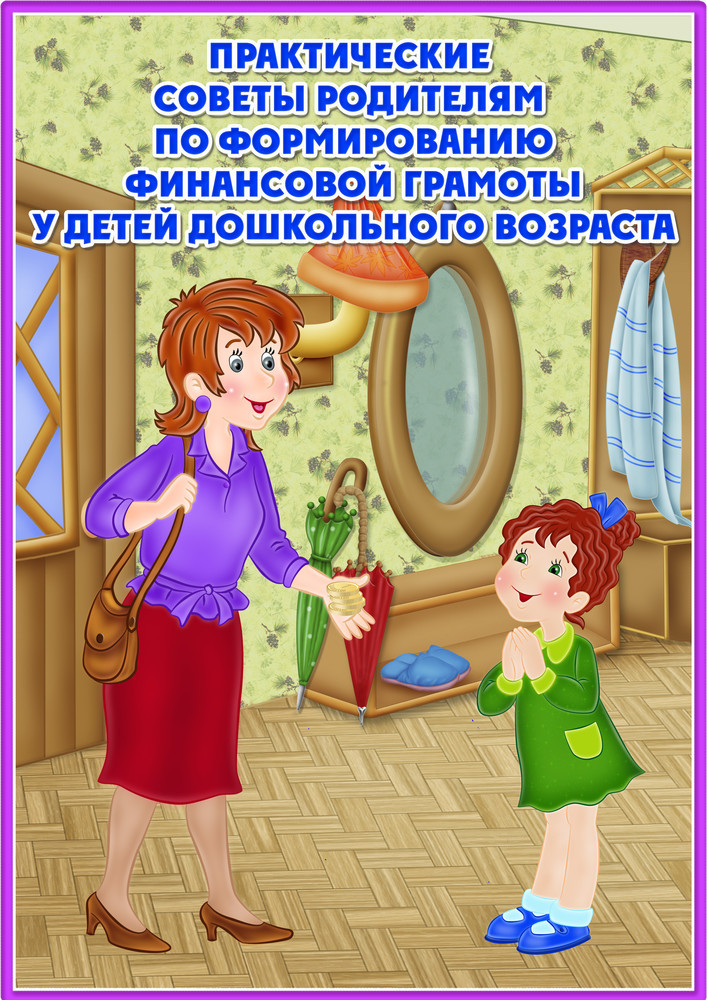 ПРАКТИЧЕСКИЕ
СОВЕТЫ РОДИТЕЛЯМ
ПО ФОРМИРОВАНИЮ
ФИНАНСОВОЙ ГРАМОТЫ
У ДЕТЕЙ ДОШКОЛЬНОГО ВОЗРАСТА